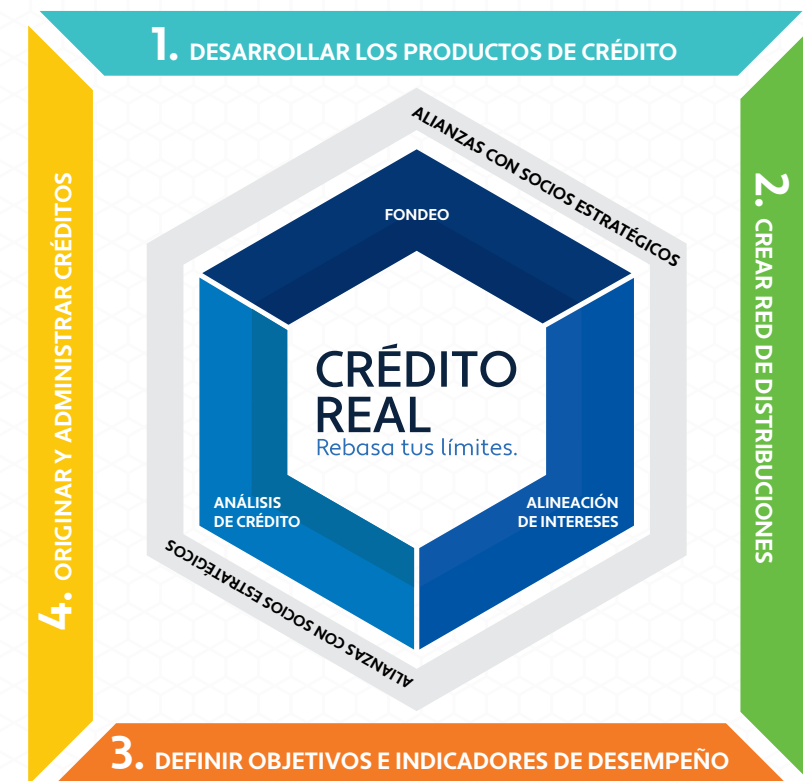 1. DESARROLLAR LOS PRODUCTOS DE CRÉDITO
ALIANZAS CON SOCIOS ESTRATÉGICOS
FONDEO
2. CREAR RED DE DISTRIBUCIONES
4. ORIGINAR Y ADMINISTRAR CRÉDITOS
CRÉDITO
REAL
Rebasa tus límites.
ANÁLISIS
DE CRÉDITO
ALINEACIÓN
DE INTERESES
ALIANZAS CON SOCIOS ESTRATÉGICOS
3. DEFINIR OBJETIVOS E INDICADORES DE DESEMPEÑO